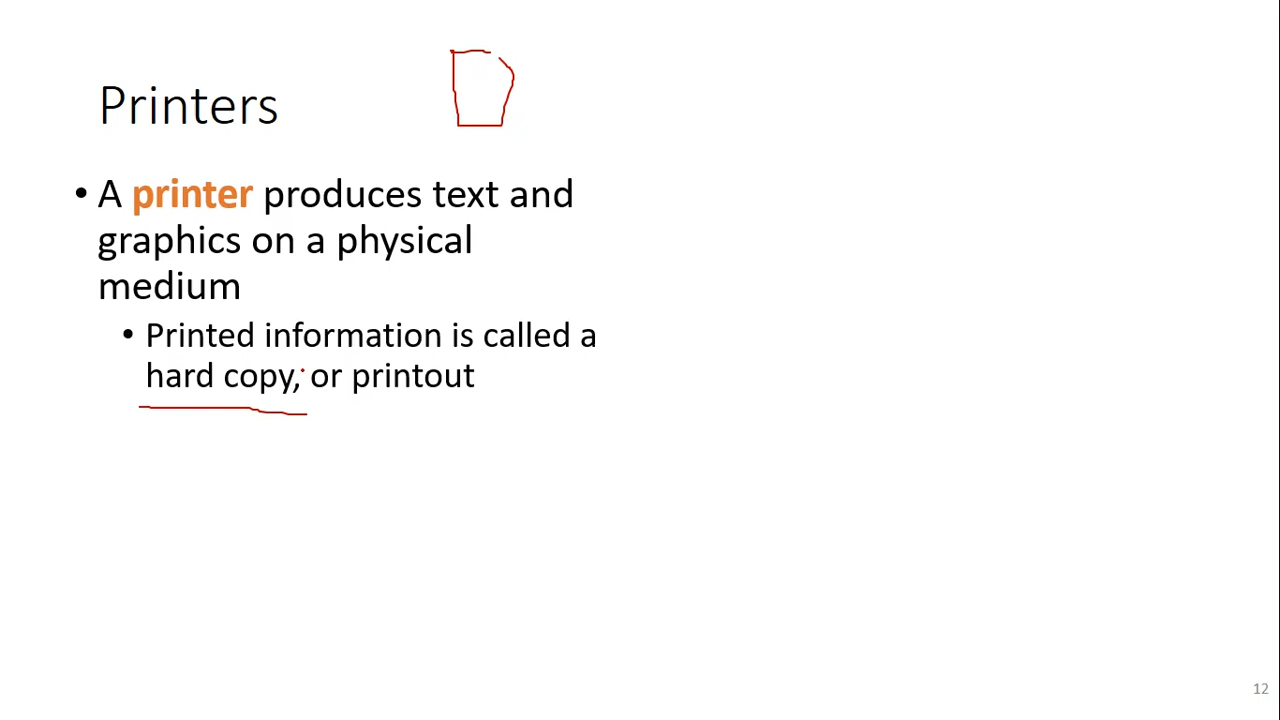 Printers
• A printer produces text and
graphics on a physical
medium
• Printed information is called a
hard copy, or printout
12